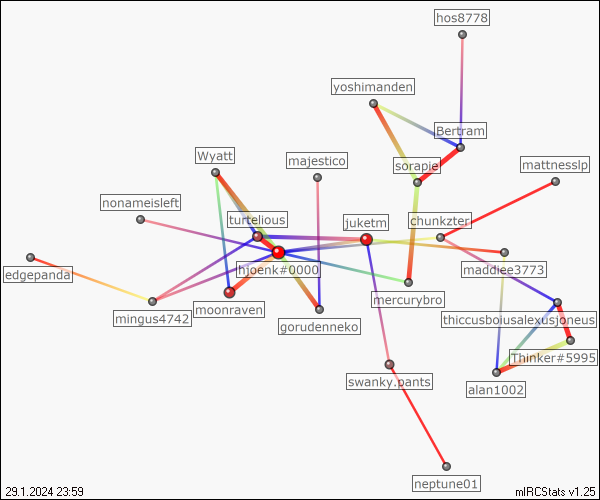 hos8778
yoshimanden
Bertram
Wyatt
majestico
sorapie
mattnesslp
nonameisleft
turtelious
juketm
chunkzter
edgepanda
hjoenk#0000
maddiee3773
mingus4742
moonraven
gorudenneko
mercurybro
thiccusboiusalexusjoneus
Thinker#5995
swanky.pants
alan1002
neptune01
29.1.2024 23:59
mIRCStats v1.25